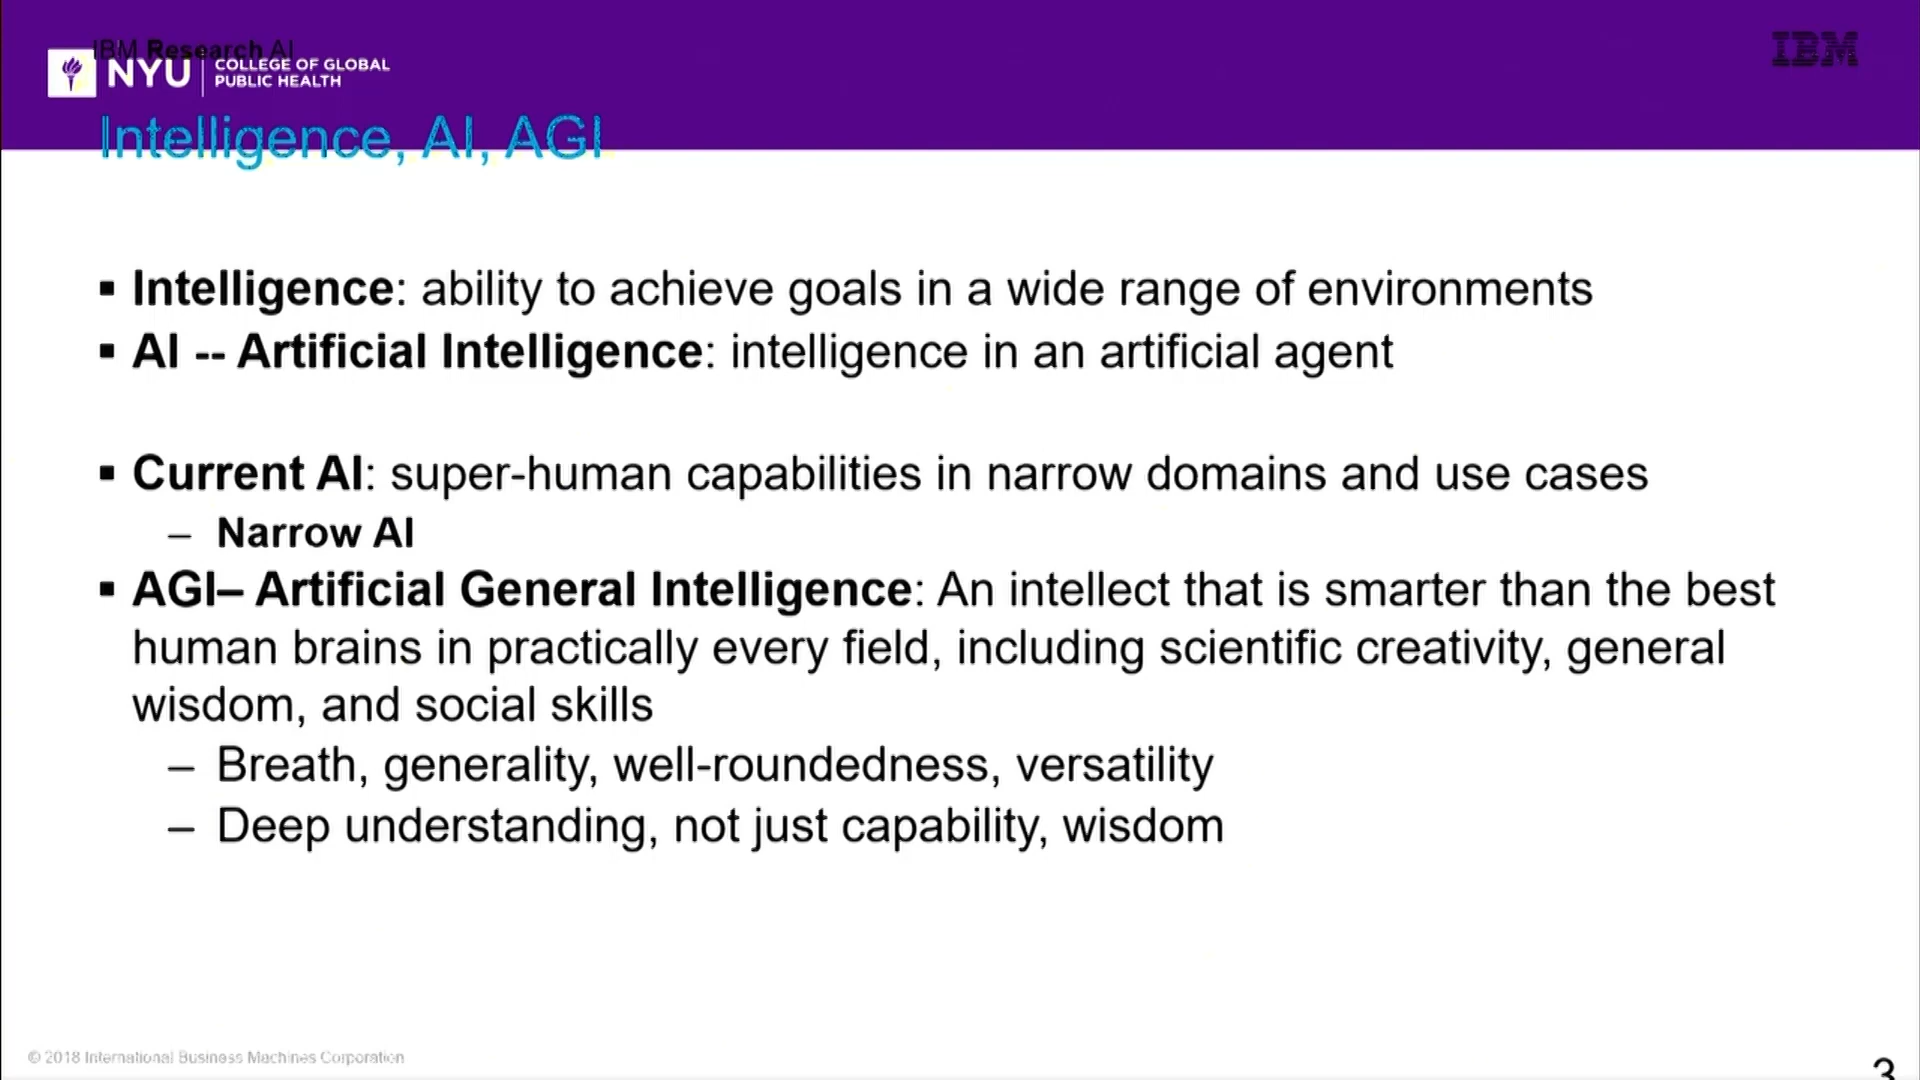 IBM Research AI
IBM
NYU
COLLEGE OF GLOBAL
PUBLIC HEALTH
Intelligence, AI, AGI
▪ Intelligence: ability to achieve goals in a wide range of environments
▪ AI -- Artificial Intelligence: intelligence in an artificial agent
▪ Current AI: super-human capabilities in narrow domains and use cases
– Narrow AI
▪ AGI– Artificial General Intelligence: An intellect that is smarter than the best
human brains in practically every field, including scientific creativity, general
wisdom, and social skills
– Breath, generality, well-roundedness, versatility
– Deep understanding, not just capability, wisdom
© 2018 International Business Machines Corporation
3